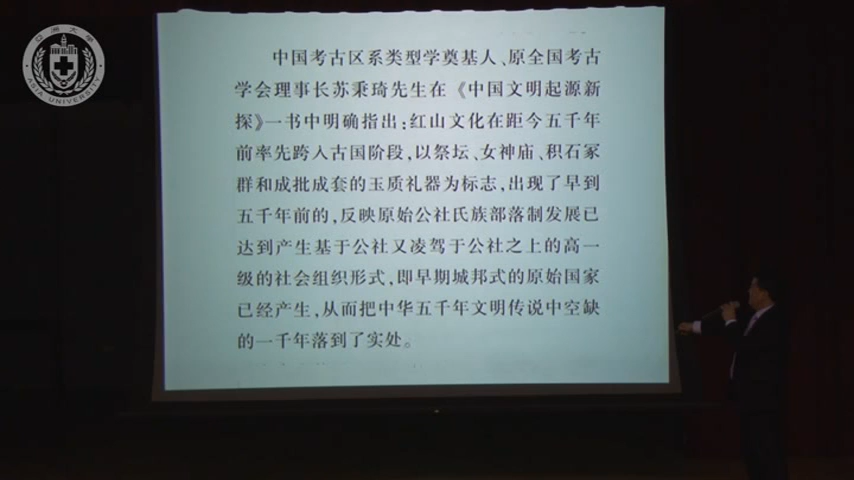 亞洲大學
ASIA UNIVERSITY
中国考古区系类型学奠基人、原全国考古
学会理事长苏秉琦先生在《中国文明起源新
探》一书中明确指出:红山文化在距今五千年
前率先跨入古国阶段,以祭坛、女神庙、积石冢
群和成批成套的玉质礼器为标志,出现了早到
五千年前的,反映原始公社氏族部落制发展已
达到产生基于公社又凌驾于公社之上的高一
级的社会组织形式,即早期城邦式的原始国家
已经产生,从而把中华五千年文明传说中空缺
的一千年落到了实处。